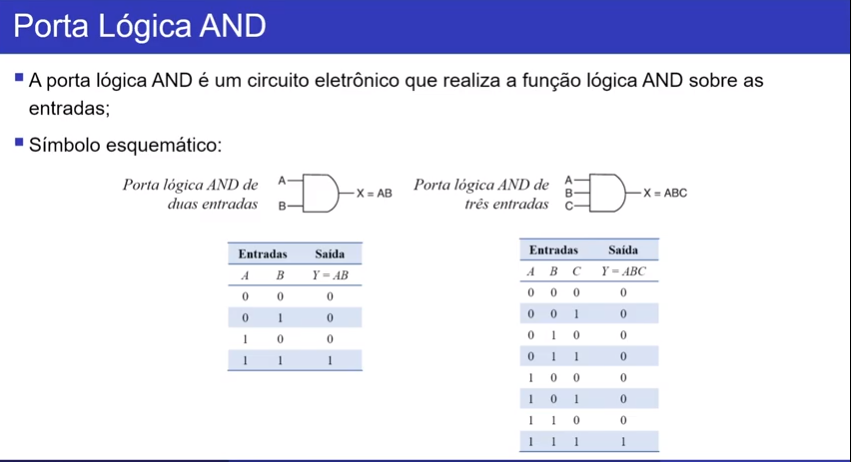 Porta Lógica AND
A porta lógica AND é um circuito eletrônico que realiza a função lógica AND sobre as
entradas;
Símbolo esquemático:
Porta lógica AND de
duas entradas
A
B
X = AB
Porta lógica AND de
três entradas
A
B
C
X = ABC
Entradas Saída
A B Y = AB
0 0 0
0 1 0
1 0 0
1 1 1
Entradas Saída
A B C Y = ABC
0 0 0 0
0 0 1 0
0 1 0 0
0 1 1 0
1 0 0 0
1 0 1 0
1 1 0 0
1 1 1 1